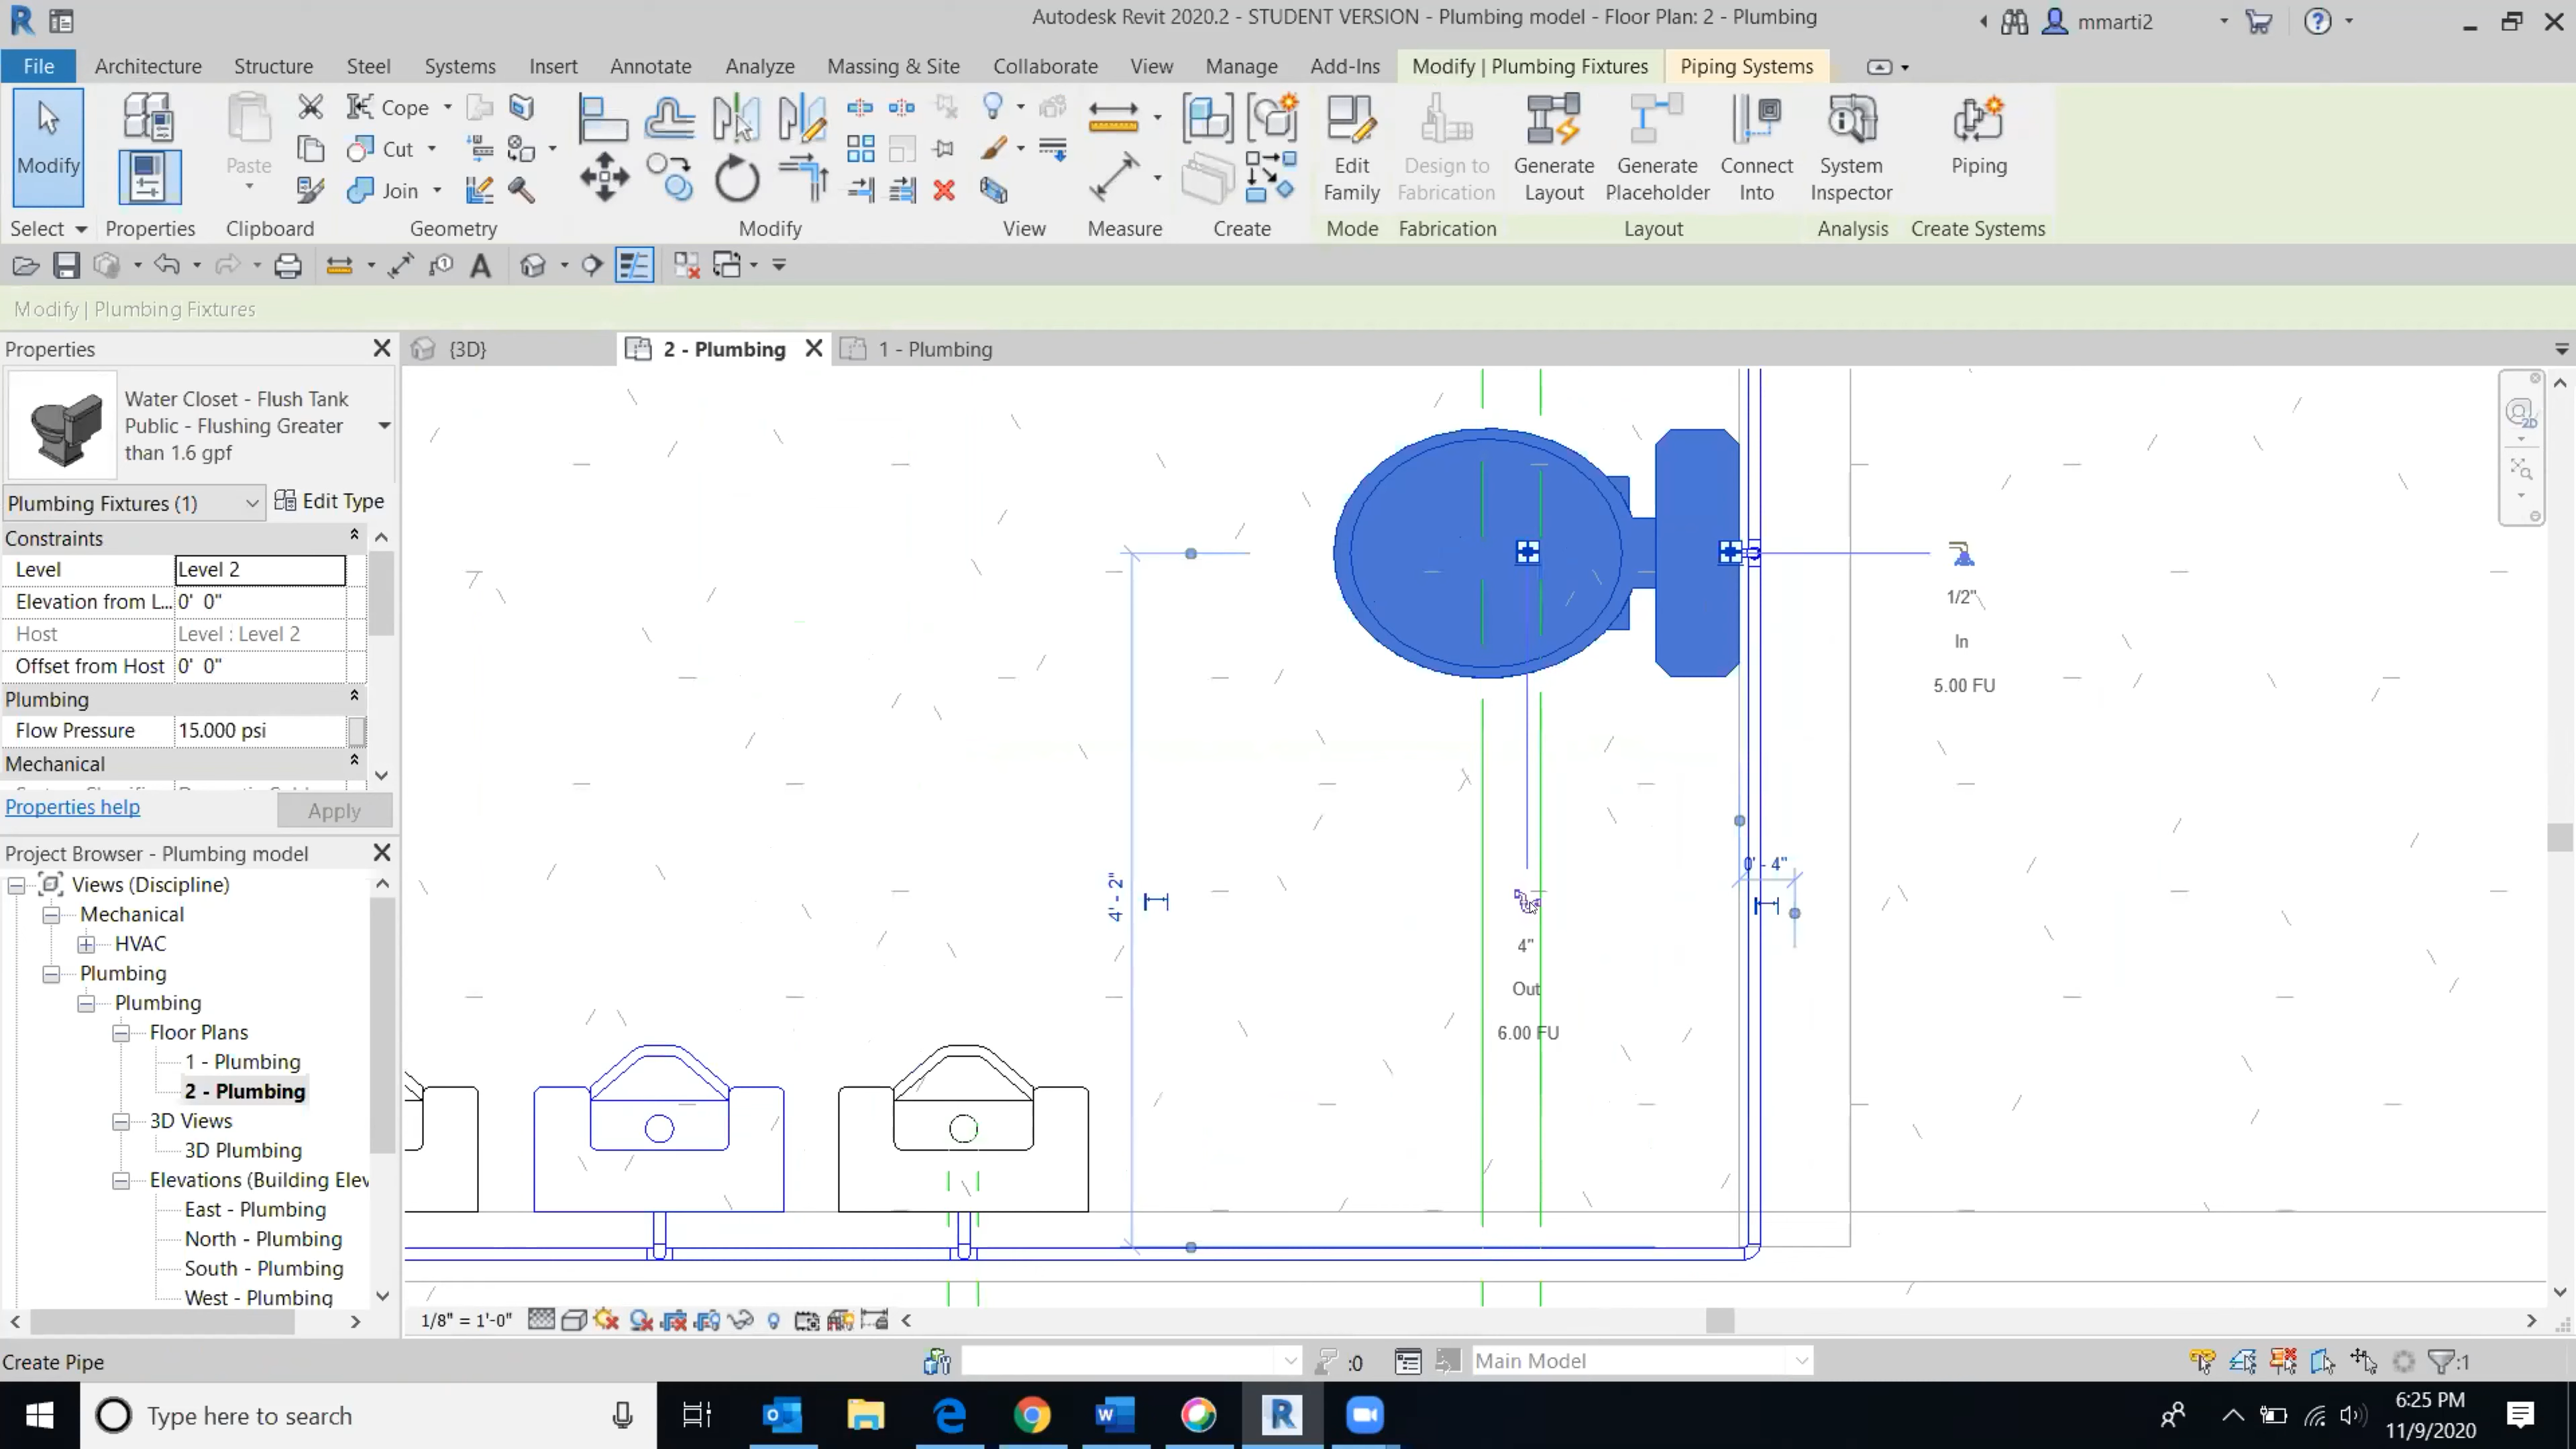 Autodesk Revit 2020.2 - STUDENT VERSION - Plumbing model - Floor Plan: 2 - Plumbing
mmarti2
File Architecture Structure Steel Systems Insert Annotate Analyze Massing & Site Collaborate View Manage Add-Ins Modify | Plumbing Fixtures Piping Systems
Modify
Paste
Cope
Cut
Join
Edit Family
Design to Fabrication
Generate Layout
Generate Placeholder
Connect Into
System Inspector
Piping
Select Properties Clipboard Geometry Modify View Measure Create Mode Fabrication Layout Analysis Create Systems
Modify | Plumbing Fixtures
Properties
{3D} 2 - Plumbing 1 - Plumbing
Water Closet - Flush Tank
Public - Flushing Greater
than 1.6 gpf
Plumbing Fixtures (1) Edit Type
Constraints
Level Level 2
Elevation from L... 0' 0"
Host Level : Level 2
Offset from Host 0' 0"
Plumbing
Flow Pressure 15.000 psi
Mechanical
Properties help Apply
Project Browser - Plumbing model
Views (Discipline)
Mechanical
HVAC
Plumbing
Plumbing
Floor Plans
1 - Plumbing
2 - Plumbing
3D Views
3D Plumbing
Elevations (Building Elev
East - Plumbing
North - Plumbing
South - Plumbing
West - Plumbing
1/2"
In
5.00 FU
0' - 4"
4' - 2"
4"
Out
6.00 FU
1/8" = 1'-0"
Create Pipe
:0
Main Model
:1
Type here to search
6:25 PM
11/9/2020